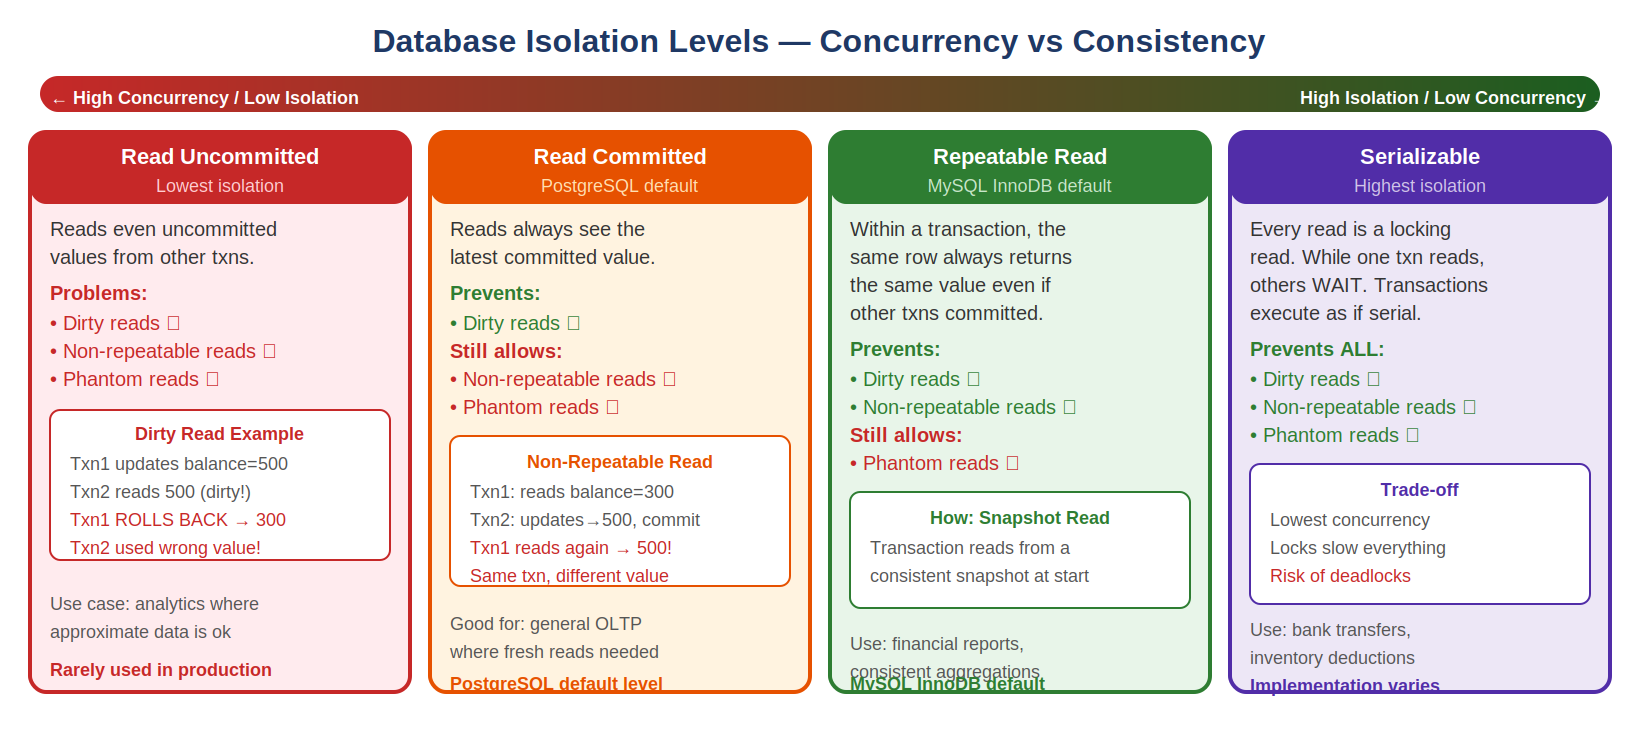 Database Isolation Levels — Concurrency vs Consistency
← High Concurrency / Low Isolation
High Isolation / Low Concurrency
Read Uncommitted
Lowest isolation
Reads even uncommitted
values from other txns.
Problems:
• Dirty reads
• Non-repeatable reads
• Phantom reads
Dirty Read Example
Txn1 updates balance=500
Txn2 reads 500 (dirty!)
Txn1 ROLLS BACK → 300
Txn2 used wrong value!
Use case: analytics where
approximate data is ok
Rarely used in production
Read Committed
PostgreSQL default
Reads always see the
latest committed value.
Prevents:
• Dirty reads
Still allows:
• Non-repeatable reads
• Phantom reads
Non-Repeatable Read
Txn1: reads balance=300
Txn2: updates→500, commit
Txn1 reads again → 500!
Same txn, different value
Good for: general OLTP
where fresh reads needed
PostgreSQL default level
Repeatable Read
MySQL InnoDB default
Within a transaction, the
same row always returns
the same value even if
other txns committed.
Prevents:
• Dirty reads
• Non-repeatable reads
Still allows:
• Phantom reads
How: Snapshot Read
Transaction reads from a
consistent snapshot at start
Use: financial reports,
consistent aggregations
MySQL InnoDB default
Serializable
Highest isolation
Every read is a locking
read. While one txn reads,
others WAIT. Transactions
execute as if serial.
Prevents ALL:
• Dirty reads
• Non-repeatable reads
• Phantom reads
Trade-off
Lowest concurrency
Locks slow everything
Risk of deadlocks
Use: bank transfers,
inventory deductions
Implementation varies